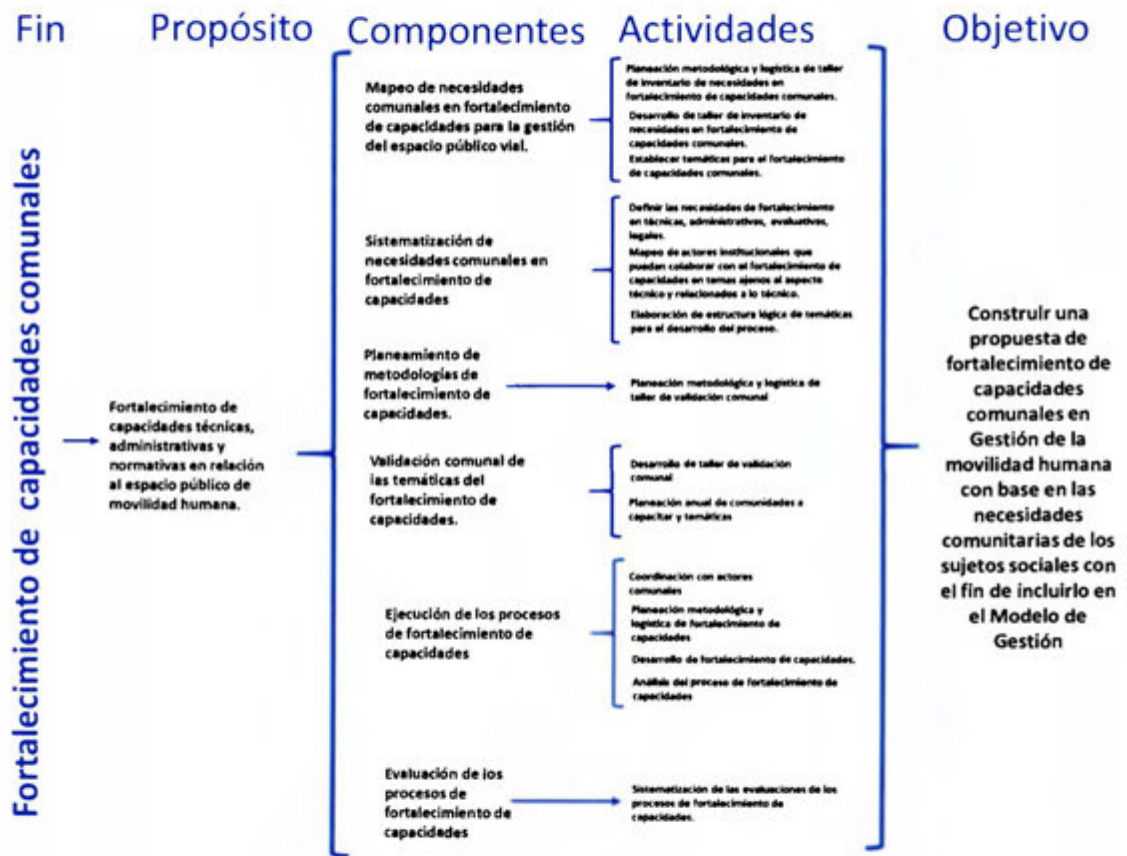 Fin Propósito Componentes Actividades Objetivo
Fortalecimiento de capacidades comunales
Fortalecimiento de
capacidades técnicas,
administrativas y
normativas en relación
al espacio público de
movilidad humana.
Mapeo de necesidades
comunales en fortalecimiento
de capacidades para la gestión
del espacio público vial.
Planeación metodológica y logística de taller
de inventario de necesidades en
fortalecimiento de capacidades comunales.
Desarrollo de taller de inventario de
necesidades en fortalecimiento de
capacidades comunales.
Establecer temáticas para el fortalecimiento
de capacidades comunales.
Sistematización de
necesidades comunales en
fortalecimiento de
capacidades
Definir las necesidades de fortalecimiento
en técnicas, administrativas, evaluativas,
legales.
Mapeo de actores institucionales que
puedan colaborar con el fortalecimiento de
capacidades en temas ajenos al aspecto
técnico y relacionados a lo técnico.
Elaboración de estructura lógica de temáticas
para el desarrollo del proceso.
Planeamiento de
metodologías de
fortalecimiento de
capacidades.
Planeación metodológica y logística de
taller de validación comunal
Validación comunal de
las temáticas del
fortalecimiento de
capacidades.
Desarrollo de taller de validación
comunal
Planeación anual de comunidades a
capacitar y temáticas
Ejecución de los procesos
de fortalecimiento de
capacidades
Coordinación con actores
comunales
Planeación metodológica y
logística de fortalecimiento de
capacidades
Desarrollo de fortalecimiento de capacidades.
Análisis del proceso de fortalecimiento de
capacidades
Evaluación de los
procesos de
fortalecimiento de
capacidades
Sistematización de las evaluaciones de los
procesos de fortalecimiento de
capacidades.
Construir una
propuesta de
fortalecimiento de
capacidades
comunales en
Gestión de la
movilidad humana
con base en las
necesidades
comunitarias de los
sujetos sociales con
el fin de incluirlo en
el Modelo de
Gestión